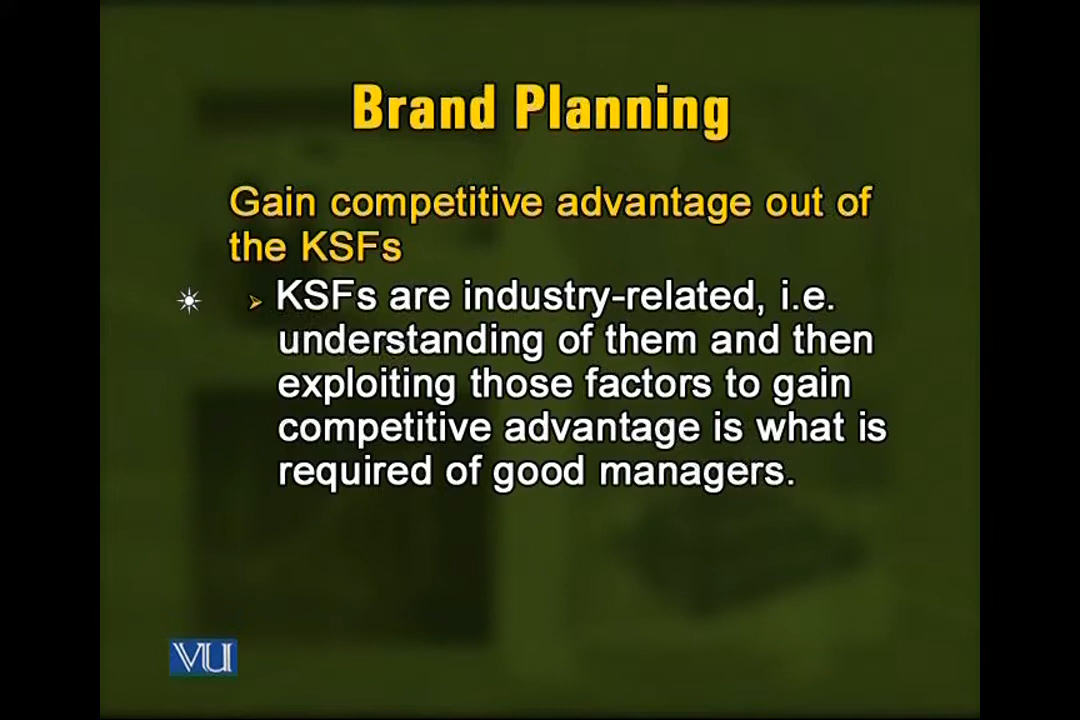 Brand Planning
Gain competitive advantage out of
the KSFs
➢ KSFs are industry-related, i.e.
understanding of them and then
exploiting those factors to gain
competitive advantage is what is
required of good managers.
VU